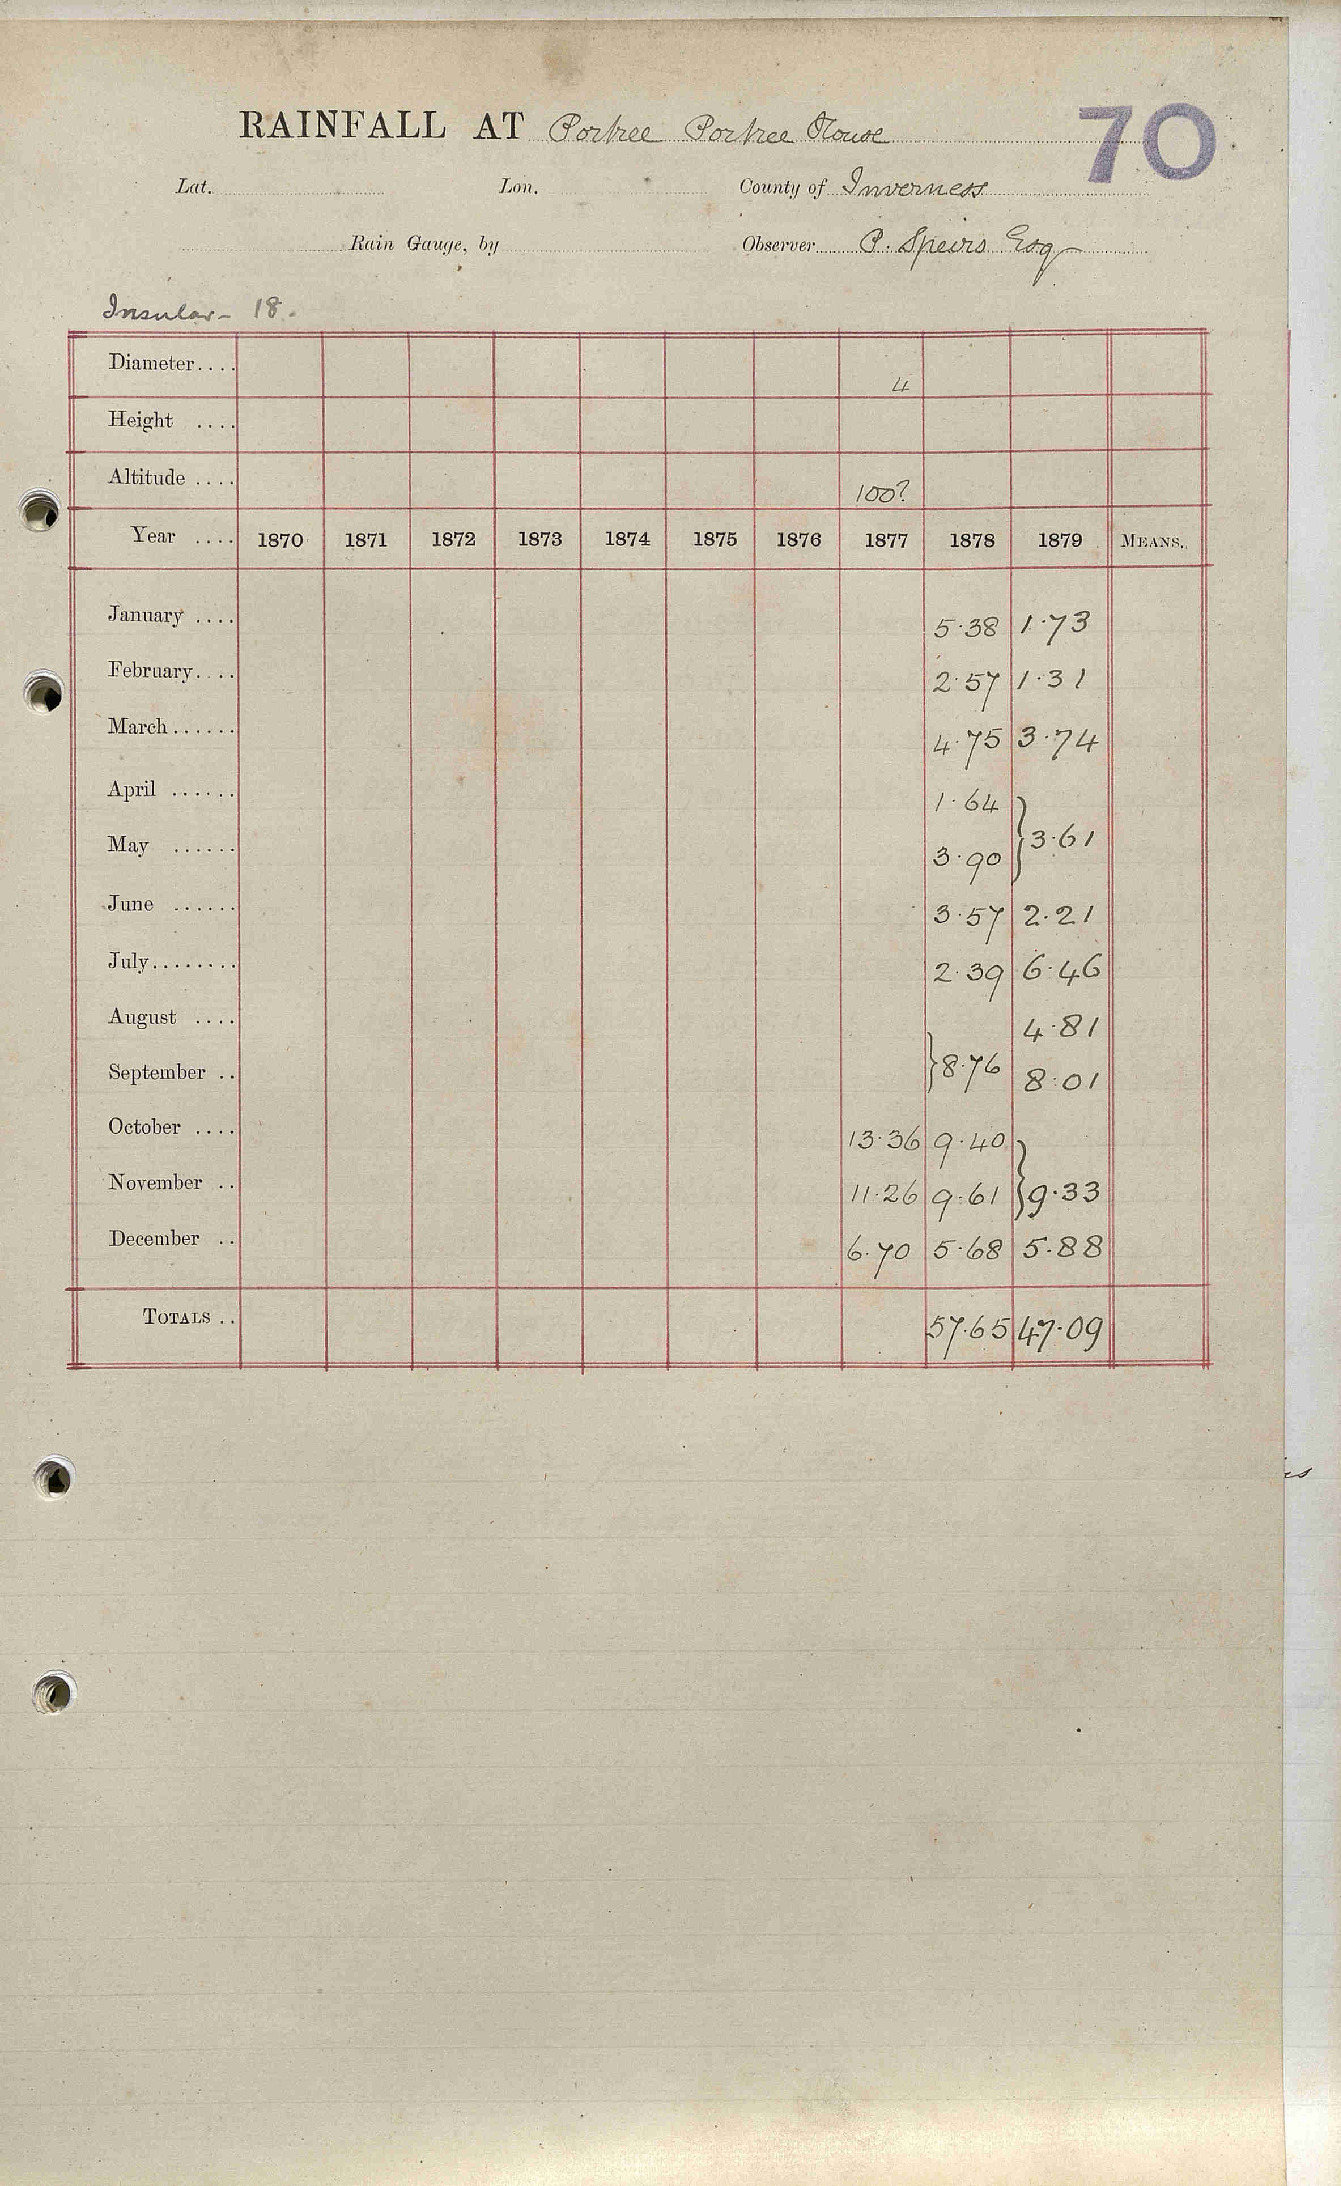 70
RAINFALL AT Portree Portree House
Lat. Lon. County of Inverness
Rain Gauge, by Observer P. Speirs Esq
Insular - 18.
Diameter.... 4
Height ....
Altitude .... 100?
Year .... 1870 1871 1872 1873 1874 1875 1876 1877 1878 1879 MEANS.
January .... 5.38 1.73
February.... 2.57 1.31
March...... 4.75 3.74
April ...... 1.64
May ...... 3.90 } 3.61
June ...... 3.57 2.21
July........ 2.39 6.46
August .... 4.81
September .. } 8.76 8.01
October .... 13.36 9.40
November .. 11.26 9.61 } 9.33
December .. 6.70 5.68 5.88
TOTALS .. 57.65 47.09